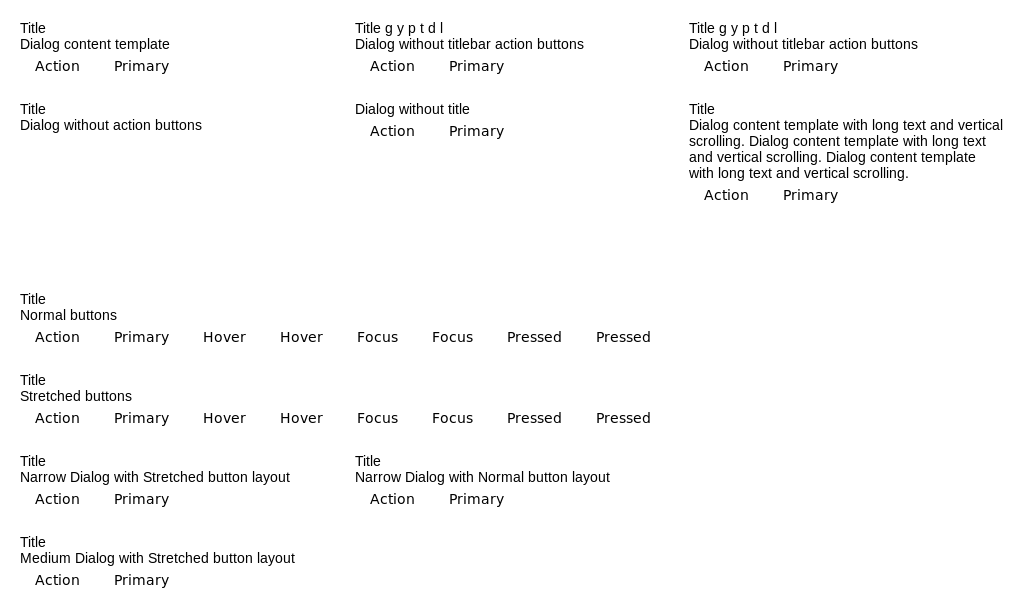 Title
Dialog content template
Action Primary
Title g y p t d l
Dialog without titlebar action buttons
Action Primary
Title g y p t d l
Dialog without titlebar action buttons
Action Primary
Title
Dialog without action buttons
Dialog without title
Action Primary
Title
Dialog content template with long text and vertical
scrolling. Dialog content template with long text
and vertical scrolling. Dialog content template
with long text and vertical scrolling.
Action Primary
Title
Normal buttons
Action Primary Hover Hover Focus Focus Pressed Pressed
Title
Stretched buttons
Action Primary Hover Hover Focus Focus Pressed Pressed
Title
Narrow Dialog with Stretched button layout
Action Primary
Title
Narrow Dialog with Normal button layout
Action Primary
Title
Medium Dialog with Stretched button layout
Action Primary